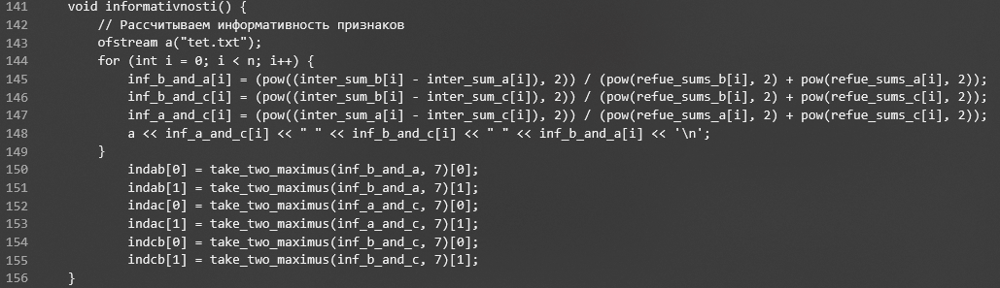 141 void informativnosti() {
142 // Рассчитываем информативность признаков
143 ofstream a("tet.txt");
144 for (int i = 0; i < n; i++) {
145 inf_b_and_a[i] = (pow((inter_sum_b[i] - inter_sum_a[i]), 2)) / (pow(refue_sums_b[i], 2) + pow(refue_sums_a[i], 2));
146 inf_b_and_c[i] = (pow((inter_sum_b[i] - inter_sum_c[i]), 2)) / (pow(refue_sums_b[i], 2) + pow(refue_sums_c[i], 2));
147 inf_a_and_c[i] = (pow((inter_sum_a[i] - inter_sum_c[i]), 2)) / (pow(refue_sums_a[i], 2) + pow(refue_sums_c[i], 2));
148 a << inf_a_and_c[i] << " " << inf_b_and_c[i] << " " << inf_b_and_a[i] << '\n';
149 }
150 indab[0] = take_two_maximus(inf_b_and_a, 7)[0];
151 indab[1] = take_two_maximus(inf_b_and_a, 7)[1];
152 indac[0] = take_two_maximus(inf_a_and_c, 7)[0];
153 indac[1] = take_two_maximus(inf_a_and_c, 7)[1];
154 indcb[0] = take_two_maximus(inf_b_and_c, 7)[0];
155 indcb[1] = take_two_maximus(inf_b_and_c, 7)[1];
156 }